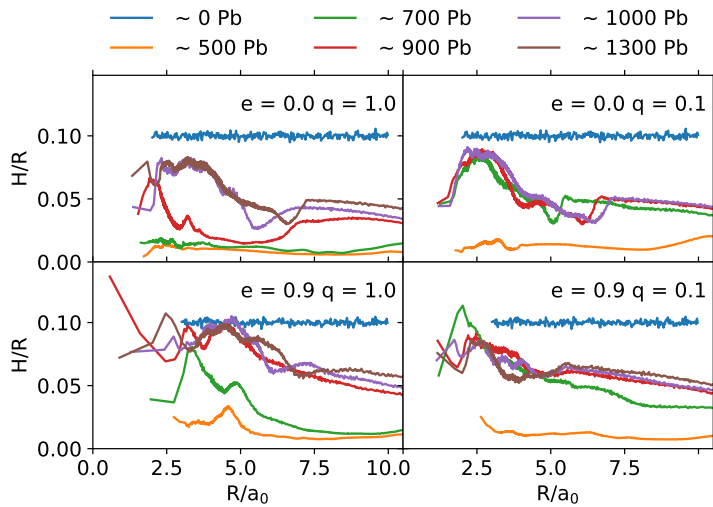 ~ 0 Pb ~ 700 Pb ~ 1000 Pb
~ 500 Pb ~ 900 Pb ~ 1300 Pb
e = 0.0 q = 1.0 e = 0.0 q = 0.1
0.10
0.05
0.00
H/R
e = 0.9 q = 1.0 e = 0.9 q = 0.1
0.10
0.05
0.00
H/R
0.0 2.5 5.0 7.5 10.0 2.5 5.0 7.5
R/a₀ R/a₀